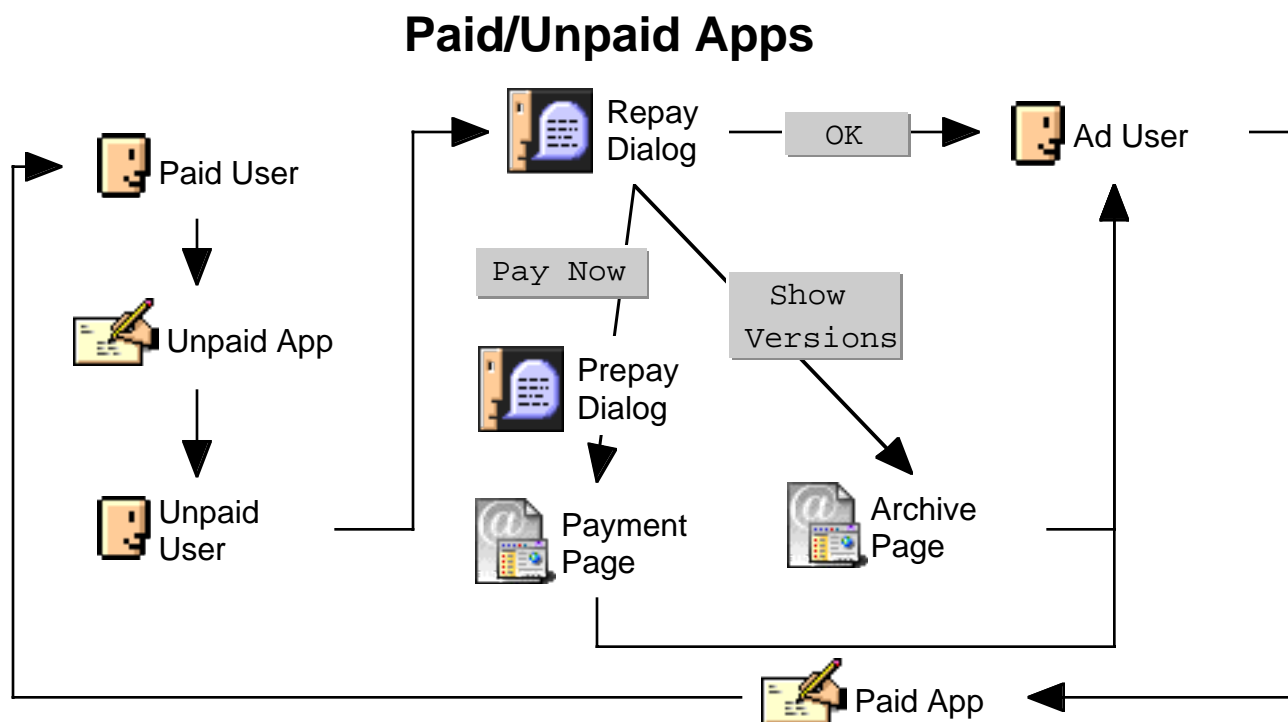 Paid/Unpaid Apps
Paid User
Unpaid App
Unpaid
User
Repay
Dialog
OK
Ad User
Pay Now
Show
Versions
Prepay
Dialog
Payment
Page
Archive
Page
Paid App